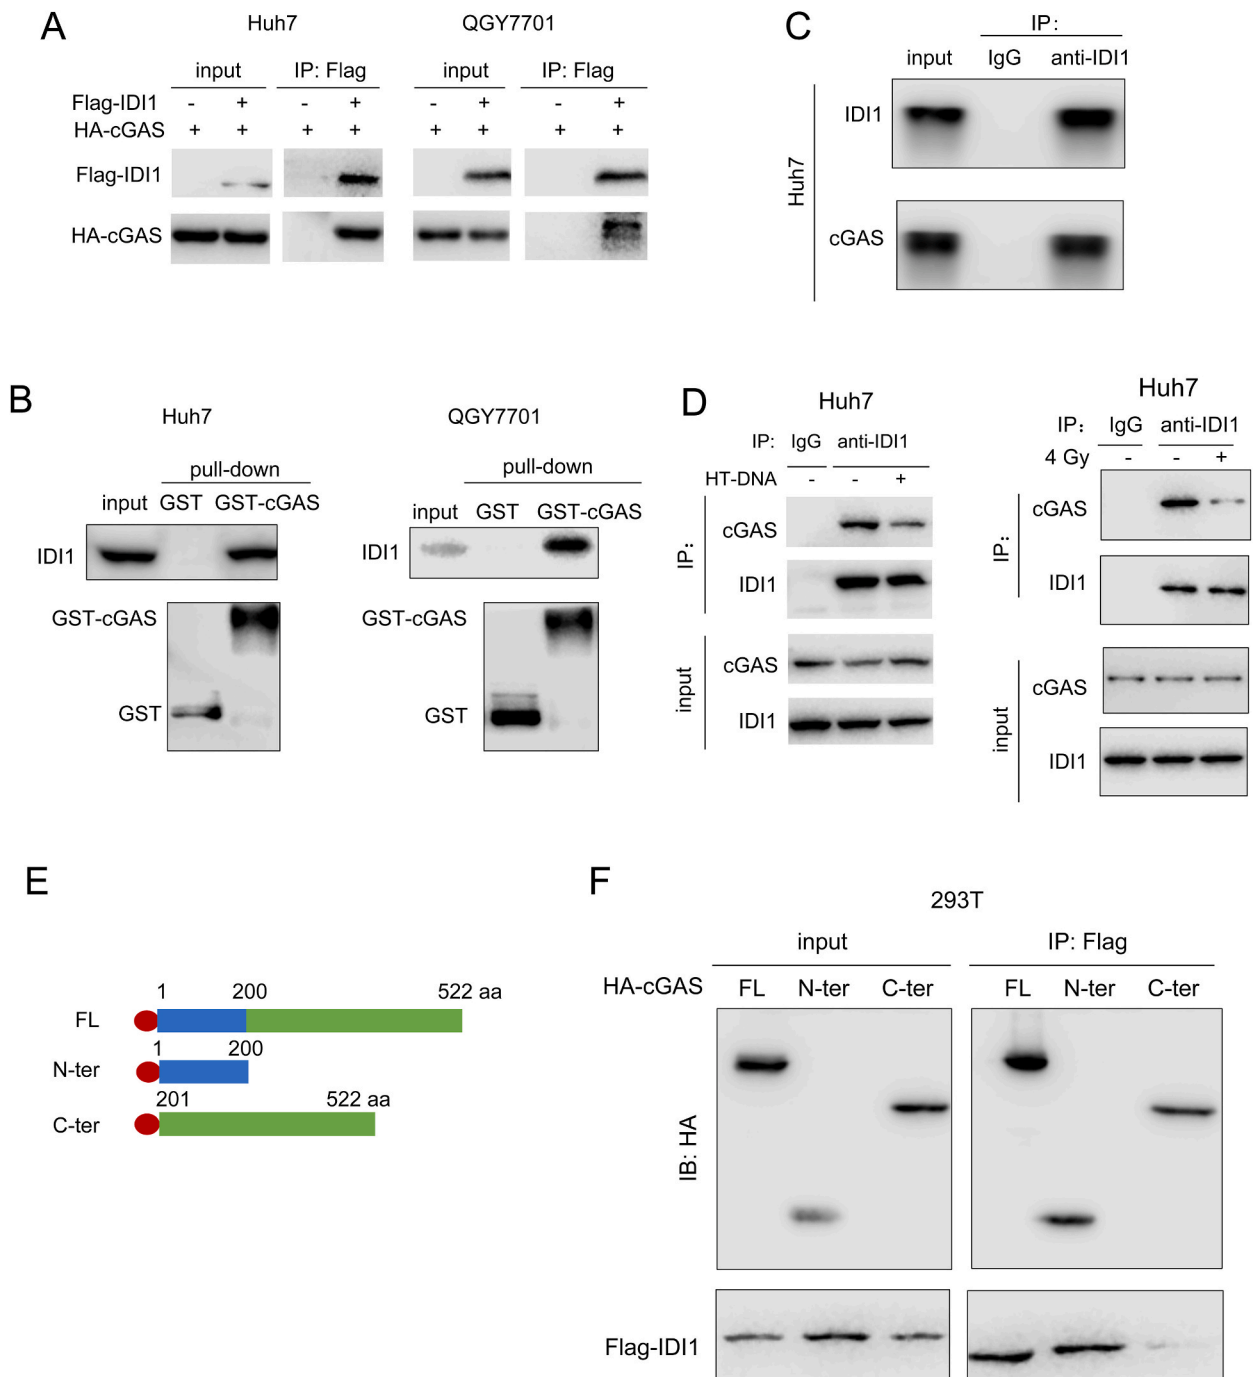 A
Huh7
QGY7701
input
IP: Flag
input
IP: Flag
Flag-IDI1
- + - + - + - +
HA-cGAS
+ + + + + + + +
Flag-IDI1
HA-cGAS
C
IP:
input IgG anti-IDI1
Huh7
IDI1
cGAS
B
Huh7
pull-down
input GST GST-cGAS
IDI1
GST-cGAS
GST
QGY7701
pull-down
input GST GST-cGAS
IDI1
GST-cGAS
GST
D
Huh7
IP: IgG anti-IDI1
HT-DNA - - +
IP:
cGAS
IDI1
input
cGAS
IDI1
Huh7
IP: IgG anti-IDI1
4 Gy - - +
IP:
cGAS
IDI1
input
cGAS
IDI1
E
1 200 522 aa
FL
1 200
N-ter
201 522 aa
C-ter
F
293T
input IP: Flag
HA-cGAS FL N-ter C-ter FL N-ter C-ter
IB: HA
Flag-IDI1